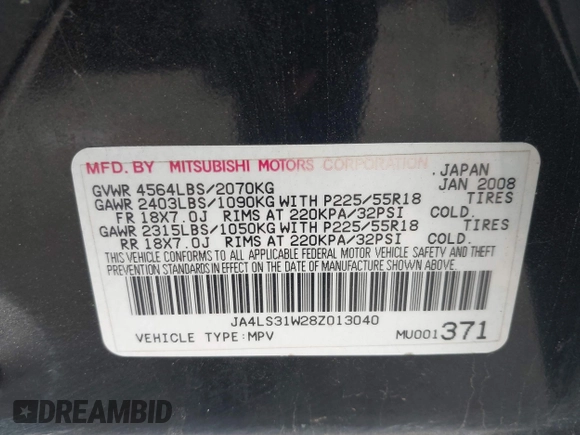 MFD. BY MITSUBISHI MOTORS CORPORATION JAPAN
GVWR 4564LBS/2070KG JAN 2008
GAWR 2403LBS/1090KG WITH P225/55R18 TIRES
FR 18X7.0J RIMS AT 220KPA/32PSI COLD.
GAWR 2315LBS/1050KG WITH P225/55R18 TIRES
RR 18X7.0J RIMS AT 220KPA/32PSI COLD.
THIS VEHICLE CONFORMS TO ALL APPLICABLE FEDERAL MOTOR VEHICLE SAFETY AND THEFT
PREVENTION STANDARDS IN EFFECT ON THE DATE OF MANUFACTURE SHOWN ABOVE.
JA4LS31W28Z013040
VEHICLE TYPE:MPV MU001371
DREAMBID